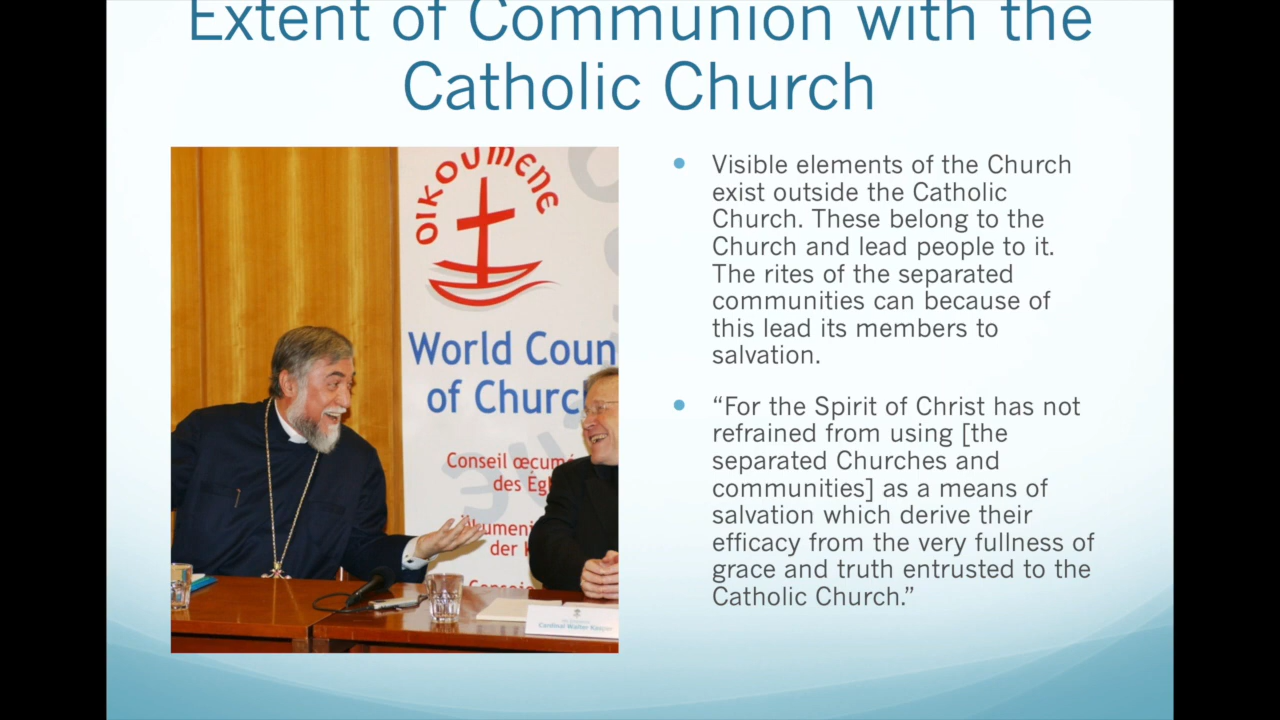 Extent of Communion with the
Catholic Church
OIKOUMENE
World Coun
of Churc
Conseil œcumé
des Égl
Ökumeni
der
Conseio
Cardinal Walter Kasper
• Visible elements of the Church
exist outside the Catholic
Church. These belong to the
Church and lead people to it.
The rites of the separated
communities can because of
this lead its members to
salvation.
• “For the Spirit of Christ has not
refrained from using [the
separated Churches and
communities] as a means of
salvation which derive their
efficacy from the very fullness of
grace and truth entrusted to the
Catholic Church.”